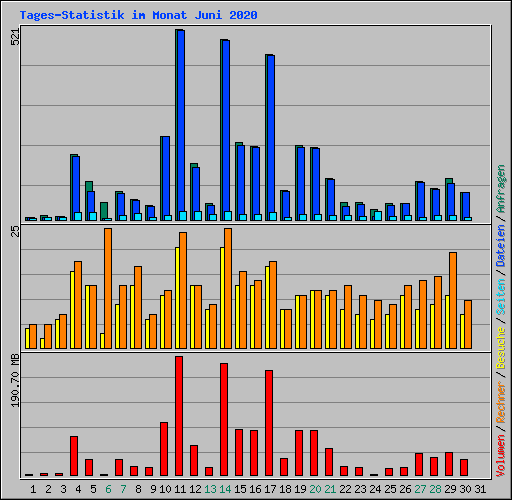 Tages-Statistik im Monat Juni 2020
521
25
190.70 MB
Volumen / Rechner / Besuche / Seiten / Dateien / Anfragen
1 2 3 4 5 6 7 8 9 10 11 12 13 14 15 16 17 18 19 20 21 22 23 24 25 26 27 28 29 30 31